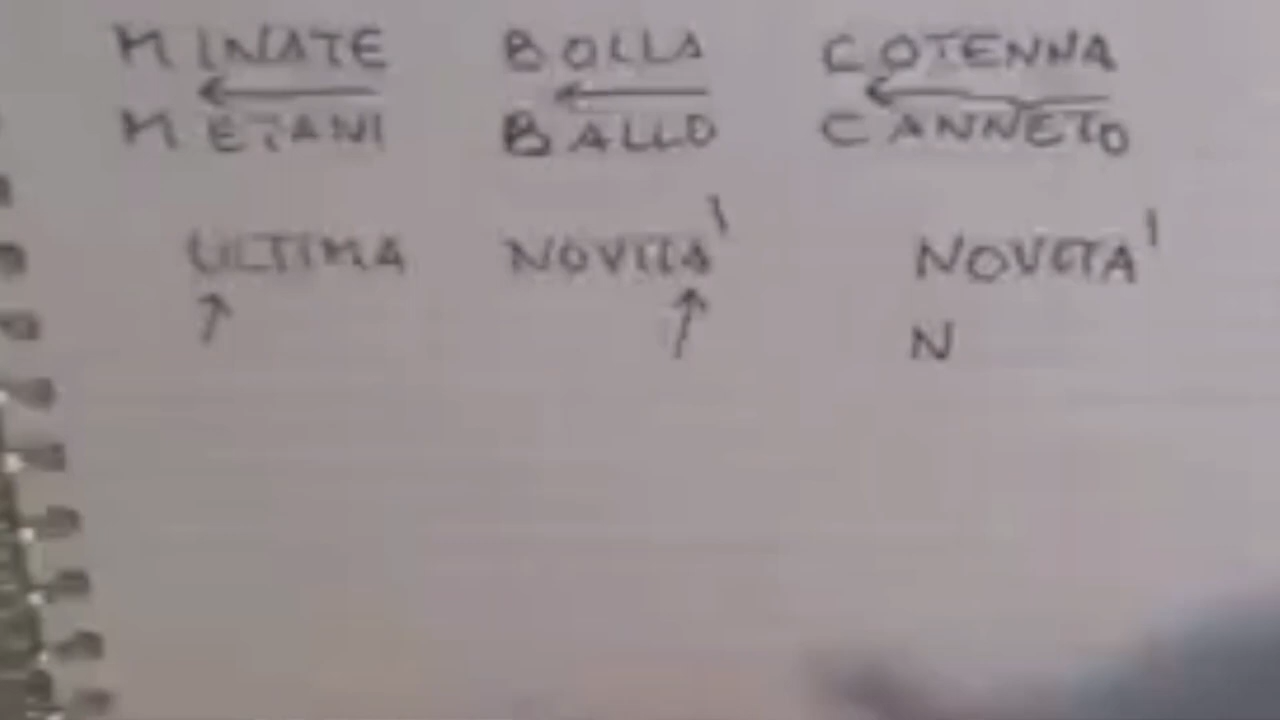 MINATE BOLLA COTENNA
METANI BALLO CANNETO
ULTIMA NOVITA' NOVITA'
N